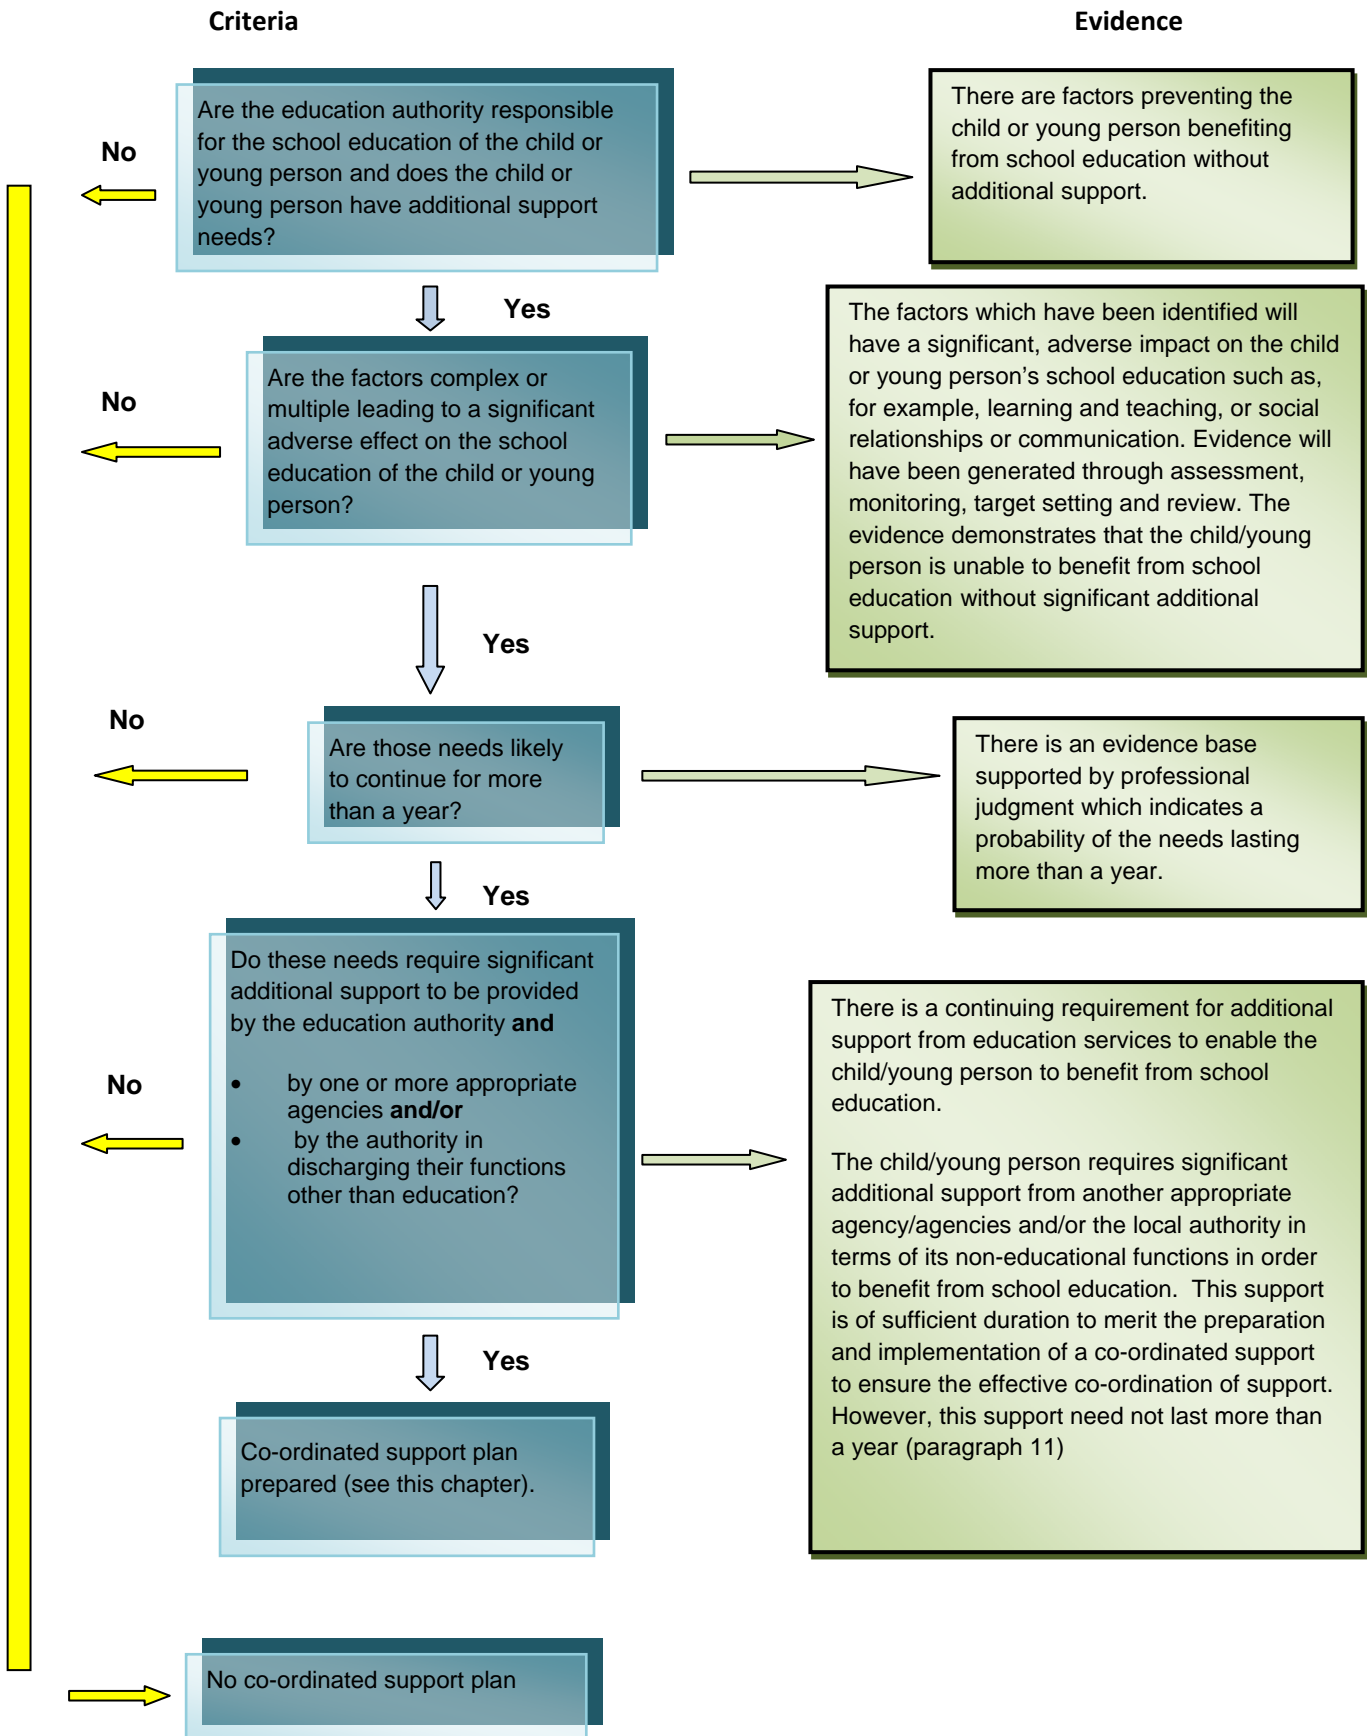 Criteria
Evidence
Are the education authority responsible
for the school education of the child or
young person and does the child or
young person have additional support
needs?
No
There are factors preventing the
child or young person benefiting
from school education without
additional support.
Yes
Are the factors complex or
multiple leading to a significant
adverse effect on the school
education of the child or young
person?
No
The factors which have been identified will
have a significant, adverse impact on the child
or young person’s school education such as,
for example, learning and teaching, or social
relationships or communication. Evidence will
have been generated through assessment,
monitoring, target setting and review. The
evidence demonstrates that the child/young
person is unable to benefit from school
education without significant additional
support.
Yes
No
Are those needs likely
to continue for more
than a year?
There is an evidence base
supported by professional
judgment which indicates a
probability of the needs lasting
more than a year.
Yes
Do these needs require significant
additional support to be provided
by the education authority and
• by one or more appropriate
agencies and/or
• by the authority in
discharging their functions
other than education?
No
There is a continuing requirement for additional
support from education services to enable the
child/young person to benefit from school
education.
The child/young person requires significant
additional support from another appropriate
agency/agencies and/or the local authority in
terms of its non-educational functions in order
to benefit from school education. This support
is of sufficient duration to merit the preparation
and implementation of a co-ordinated support
to ensure the effective co-ordination of support.
However, this support need not last more than
a year (paragraph 11)
Yes
Co-ordinated support plan
prepared (see this chapter).
No co-ordinated support plan